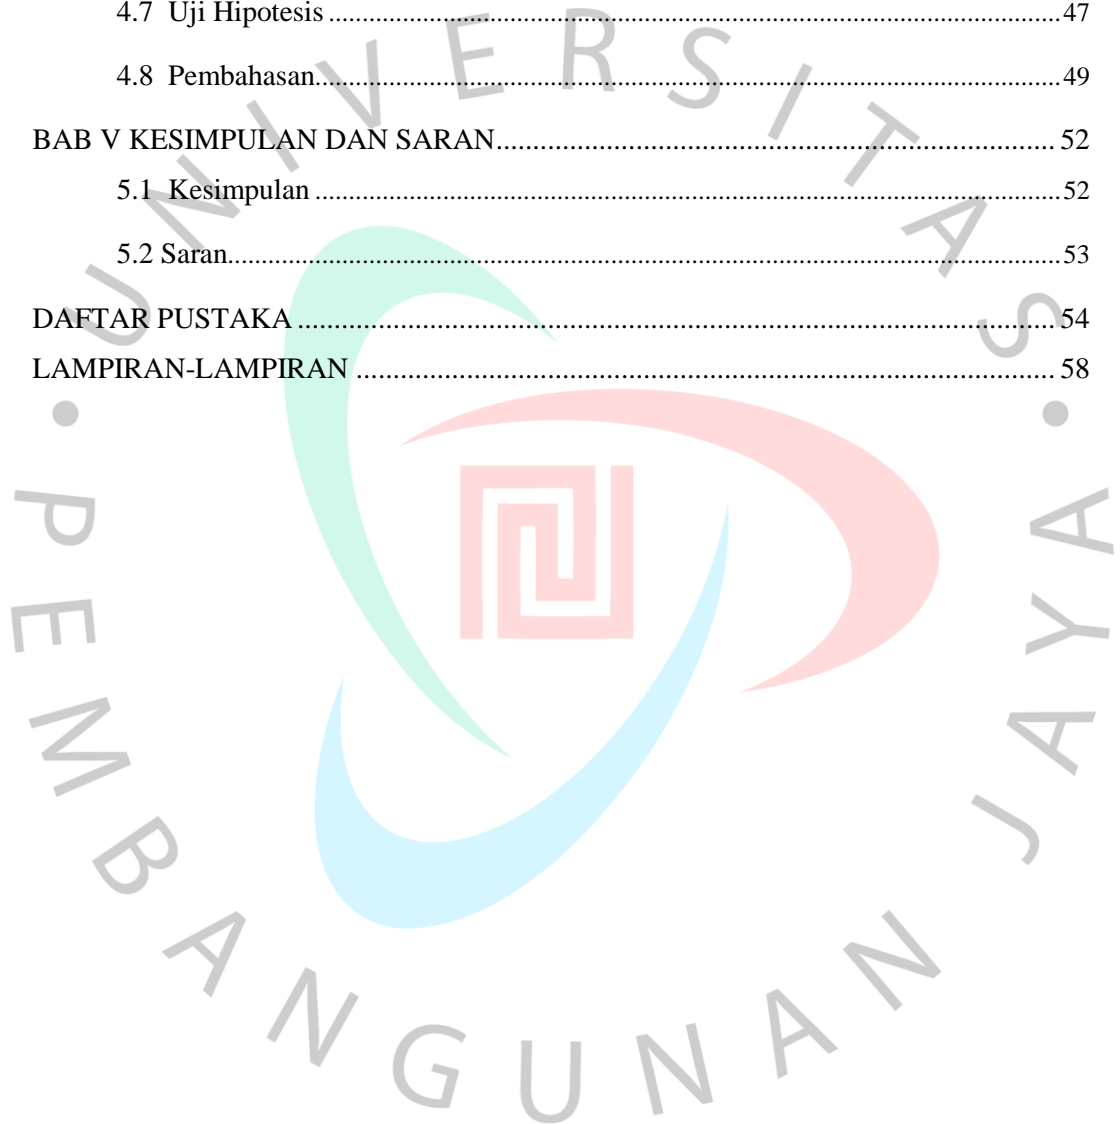 4.7 Uji Hipotesis ........................................ 47
4.8 Pembahasan ........................................ 49
BAB V KESIMPULAN DAN SARAN ........................................ 52
5.1 Kesimpulan ........................................ 52
5.2 Saran ........................................ 53
DAFTAR PUSTAKA ........................................ 54
LAMPIRAN-LAMPIRAN ........................................ 58
UNIVERSITAS • PEMBANGUNAN JAYA •